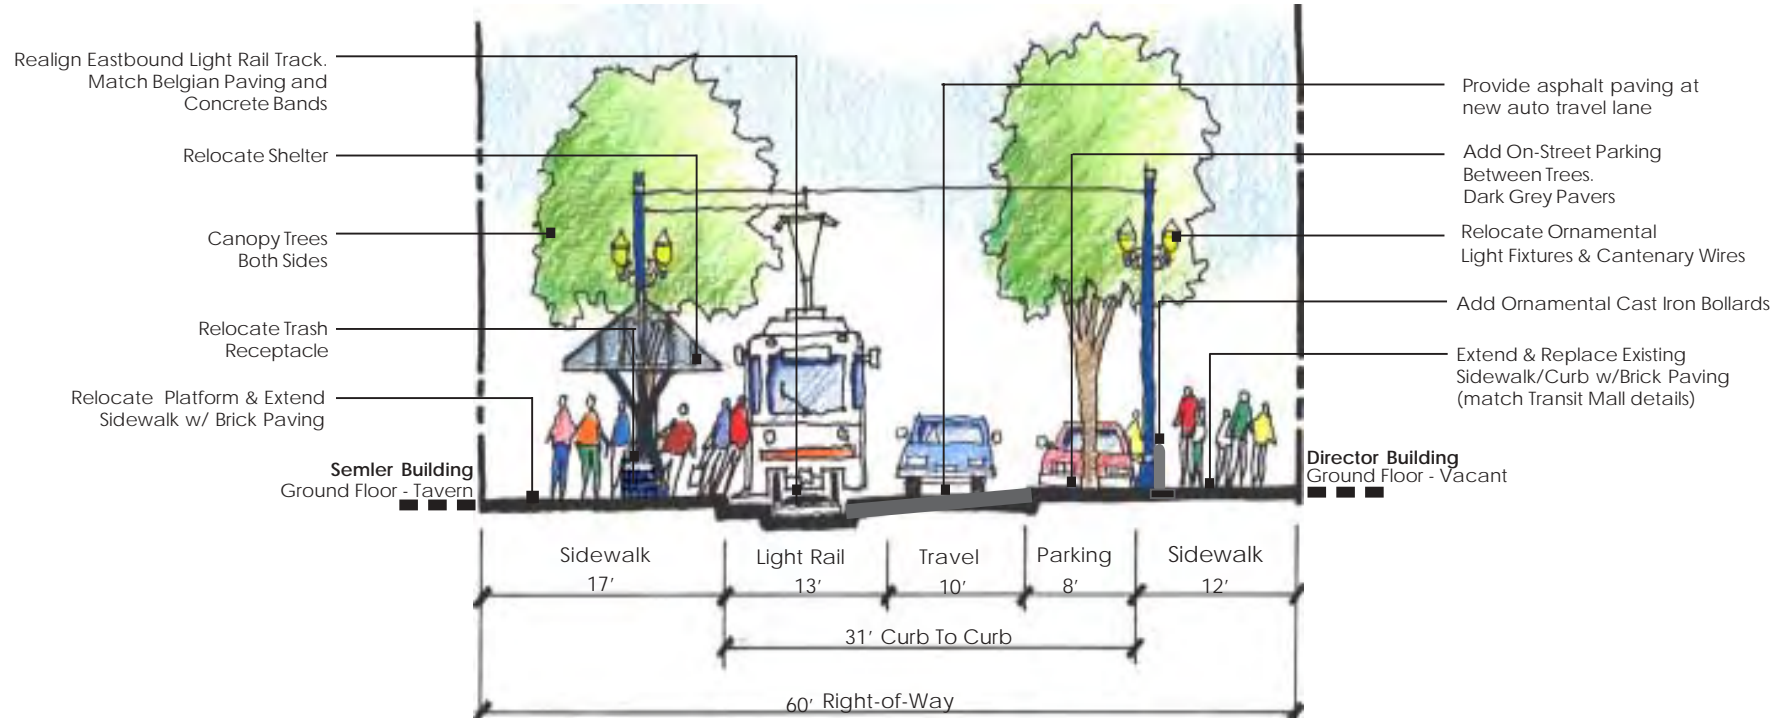 Realign Eastbound Light Rail Track.
Match Belgian Paving and
Concrete Bands
Relocate Shelter
Canopy Trees
Both Sides
Relocate Trash
Receptacle
Relocate Platform & Extend
Sidewalk w/ Brick Paving
Semler Building
Ground Floor - Tavern
Provide asphalt paving at
new auto travel lane
Add On-Street Parking
Between Trees.
Dark Grey Pavers
Relocate Ornamental
Light Fixtures & Cantenary Wires
Add Ornamental Cast Iron Bollards
Extend & Replace Existing
Sidewalk/Curb w/Brick Paving
(match Transit Mall details)
Director Building
Ground Floor - Vacant
Sidewalk Light Rail Travel Parking Sidewalk
17' 13' 10' 8' 12'
31' Curb To Curb
60' Right-of-Way